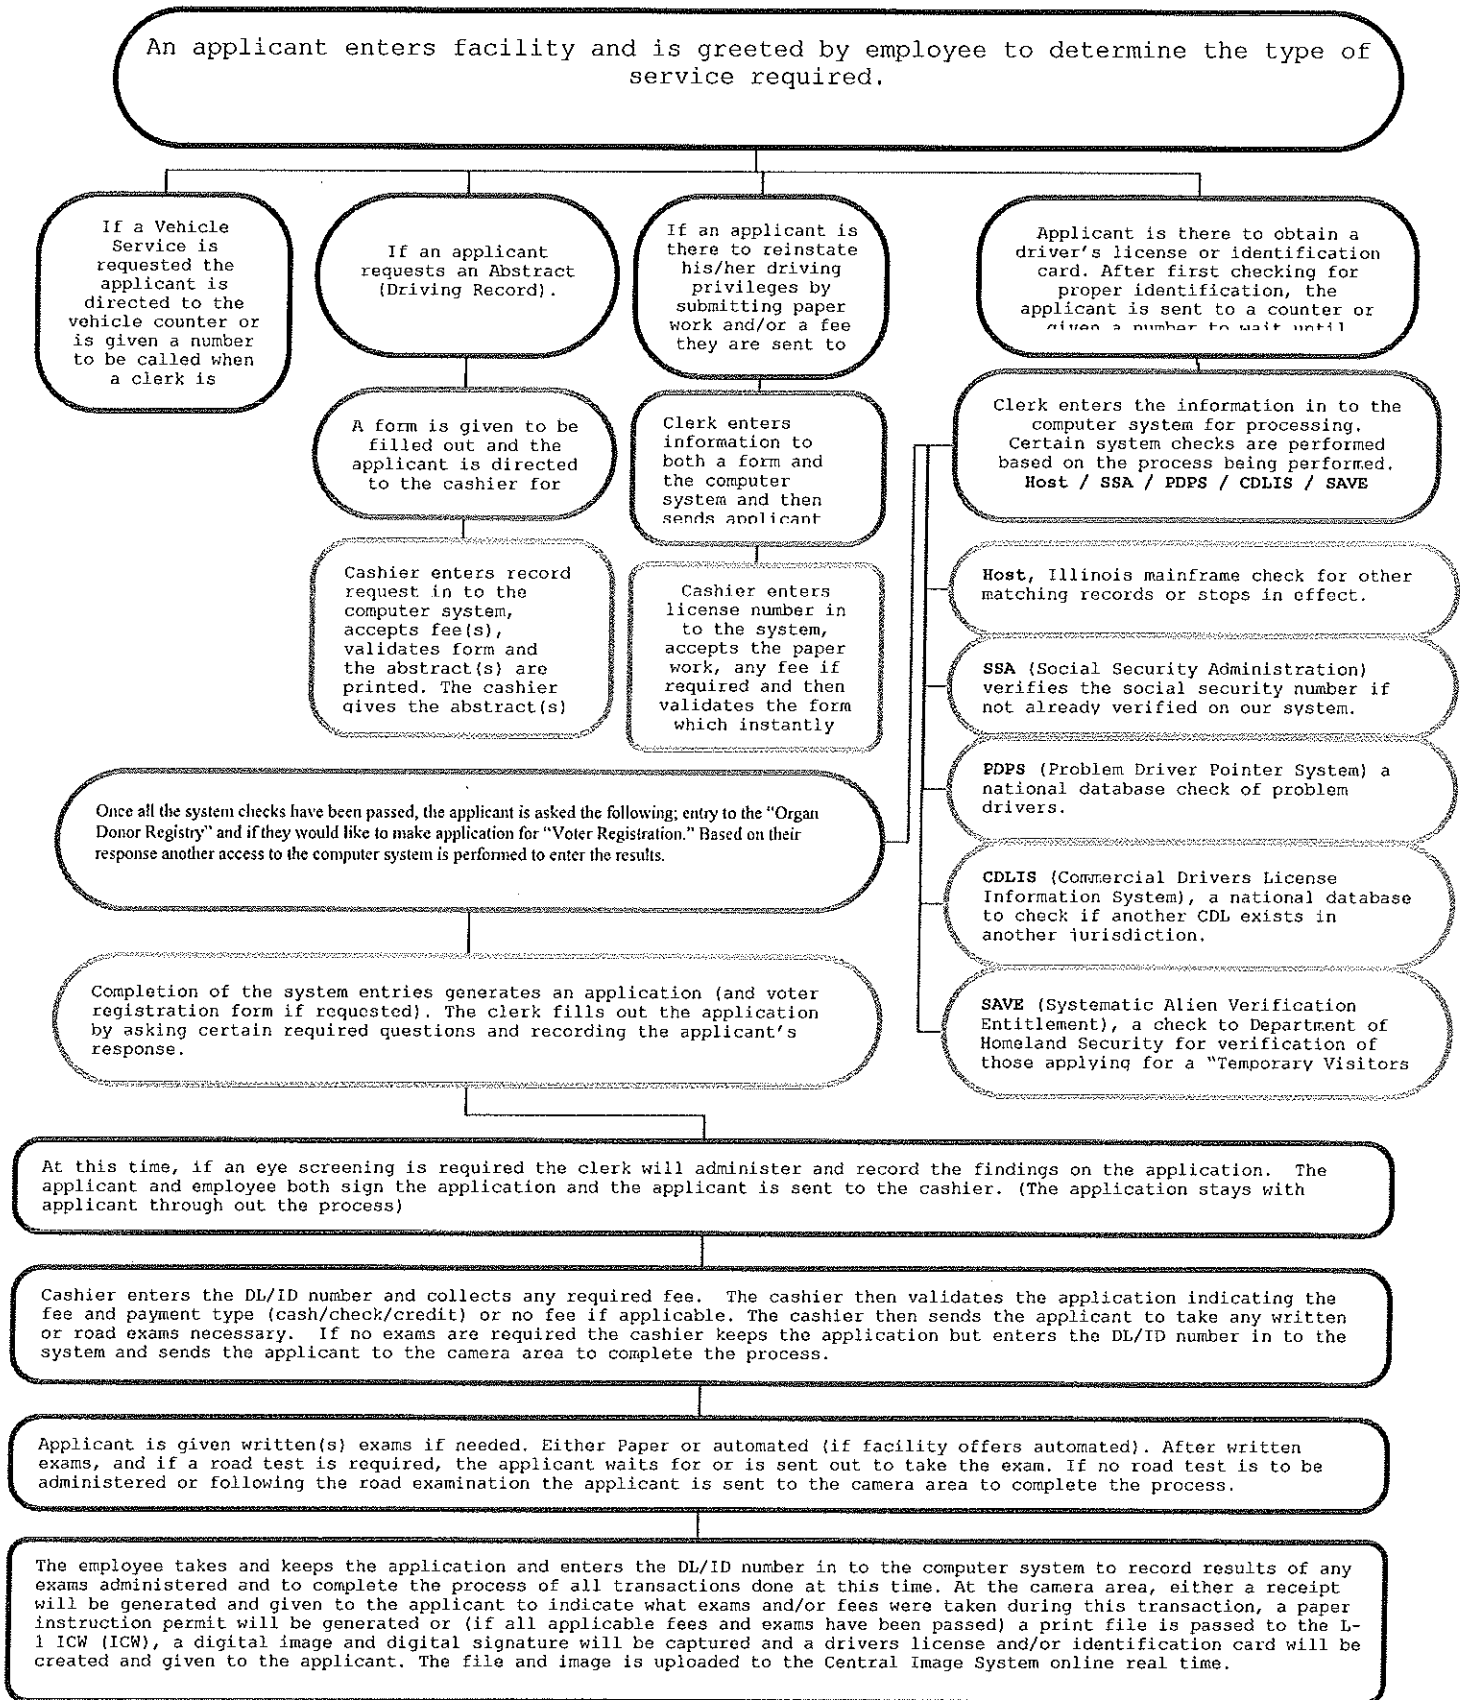 An applicant enters facility and is greeted by employee to determine the type of
service required.
If a Vehicle
Service is
requested the
applicant is
directed to the
vehicle counter or
is given a number
to be called when
a clerk is
If an applicant
requests an Abstract
(Driving Record).
If an applicant is
there to reinstate
his/her driving
privileges by
submitting paper
work and/or a fee
they are sent to
Applicant is there to obtain a
driver's license or identification
card. After first checking for
proper identification, the
applicant is sent to a counter or
given a number to wait until
A form is given to be
filled out and the
applicant is directed
to the cashier for
Clerk enters
information to
both a form and
the computer
system and then
sends applicant
Clerk enters the information in to the
computer system for processing.
Certain system checks are performed
based on the process being performed.
Host / SSA / PDPS / CDLIS / SAVE
Cashier enters record
request in to the
computer system,
accepts fee(s),
validates form and
the abstract(s) are
printed. The cashier
gives the abstract(s)
Cashier enters
license number in
to the system,
accepts the paper
work, any fee if
required and then
validates the form
which instantly
Host, Illinois mainframe check for other
matching records or stops in effect.
SSA (Social Security Administration)
verifies the social security number if
not already verified on our system.
PDPS (Problem Driver Pointer System) a
national database check of problem
drivers.
CDLIS (Commercial Drivers License
Information System), a national database
to check if another CDL exists in
another jurisdiction.
SAVE (Systematic Alien Verification
Entitlement), a check to Department of
Homeland Security for verification of
those applying for a "Temporary Visitors
Once all the system checks have been passed, the applicant is asked the following; entry to the "Organ
Donor Registry" and if they would like to make application for "Voter Registration." Based on their
response another access to the computer system is performed to enter the results.
Completion of the system entries generates an application (and voter
registration form if requested). The clerk fills out the application
by asking certain required questions and recording the applicant's
response.
At this time, if an eye screening is required the clerk will administer and record the findings on the application. The
applicant and employee both sign the application and the applicant is sent to the cashier. (The application stays with
applicant through out the process)
Cashier enters the DL/ID number and collects any required fee. The cashier then validates the application indicating the
fee and payment type (cash/check/credit) or no fee if applicable. The cashier then sends the applicant to take any written
or road exams necessary. If no exams are required the cashier keeps the application but enters the DL/ID number in to the
system and sends the applicant to the camera area to complete the process.
Applicant is given written(s) exams if needed. Either Paper or automated (if facility offers automated). After written
exams, and if a road test is required, the applicant waits for or is sent out to take the exam. If no road test is to be
administered or following the road examination the applicant is sent to the camera area to complete the process.
The employee takes and keeps the application and enters the DL/ID number in to the computer system to record results of any
exams administered and to complete the process of all transactions done at this time. At the camera area, either a receipt
will be generated and given to the applicant to indicate what exams and/or fees were taken during this transaction, a paper
instruction permit will be generated or (if all applicable fees and exams have been passed) a print file is passed to the L-
1 ICW (ICW), a digital image and digital signature will be captured and a drivers license and/or identification card will be
created and given to the applicant. The file and image is uploaded to the Central Image System online real time.